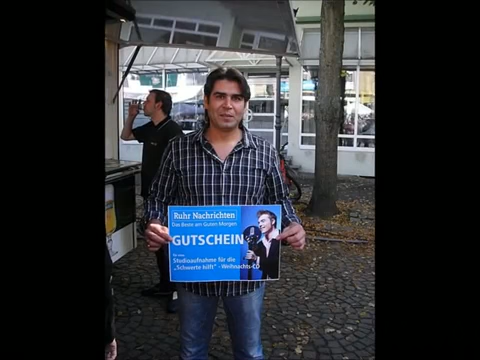 Ruhr Nachrichten
Das Beste am Guten Morgen
GUTSCHEIN
Studioaufnahme für die
„Schwerte hilft“ - Weihnachts-CD